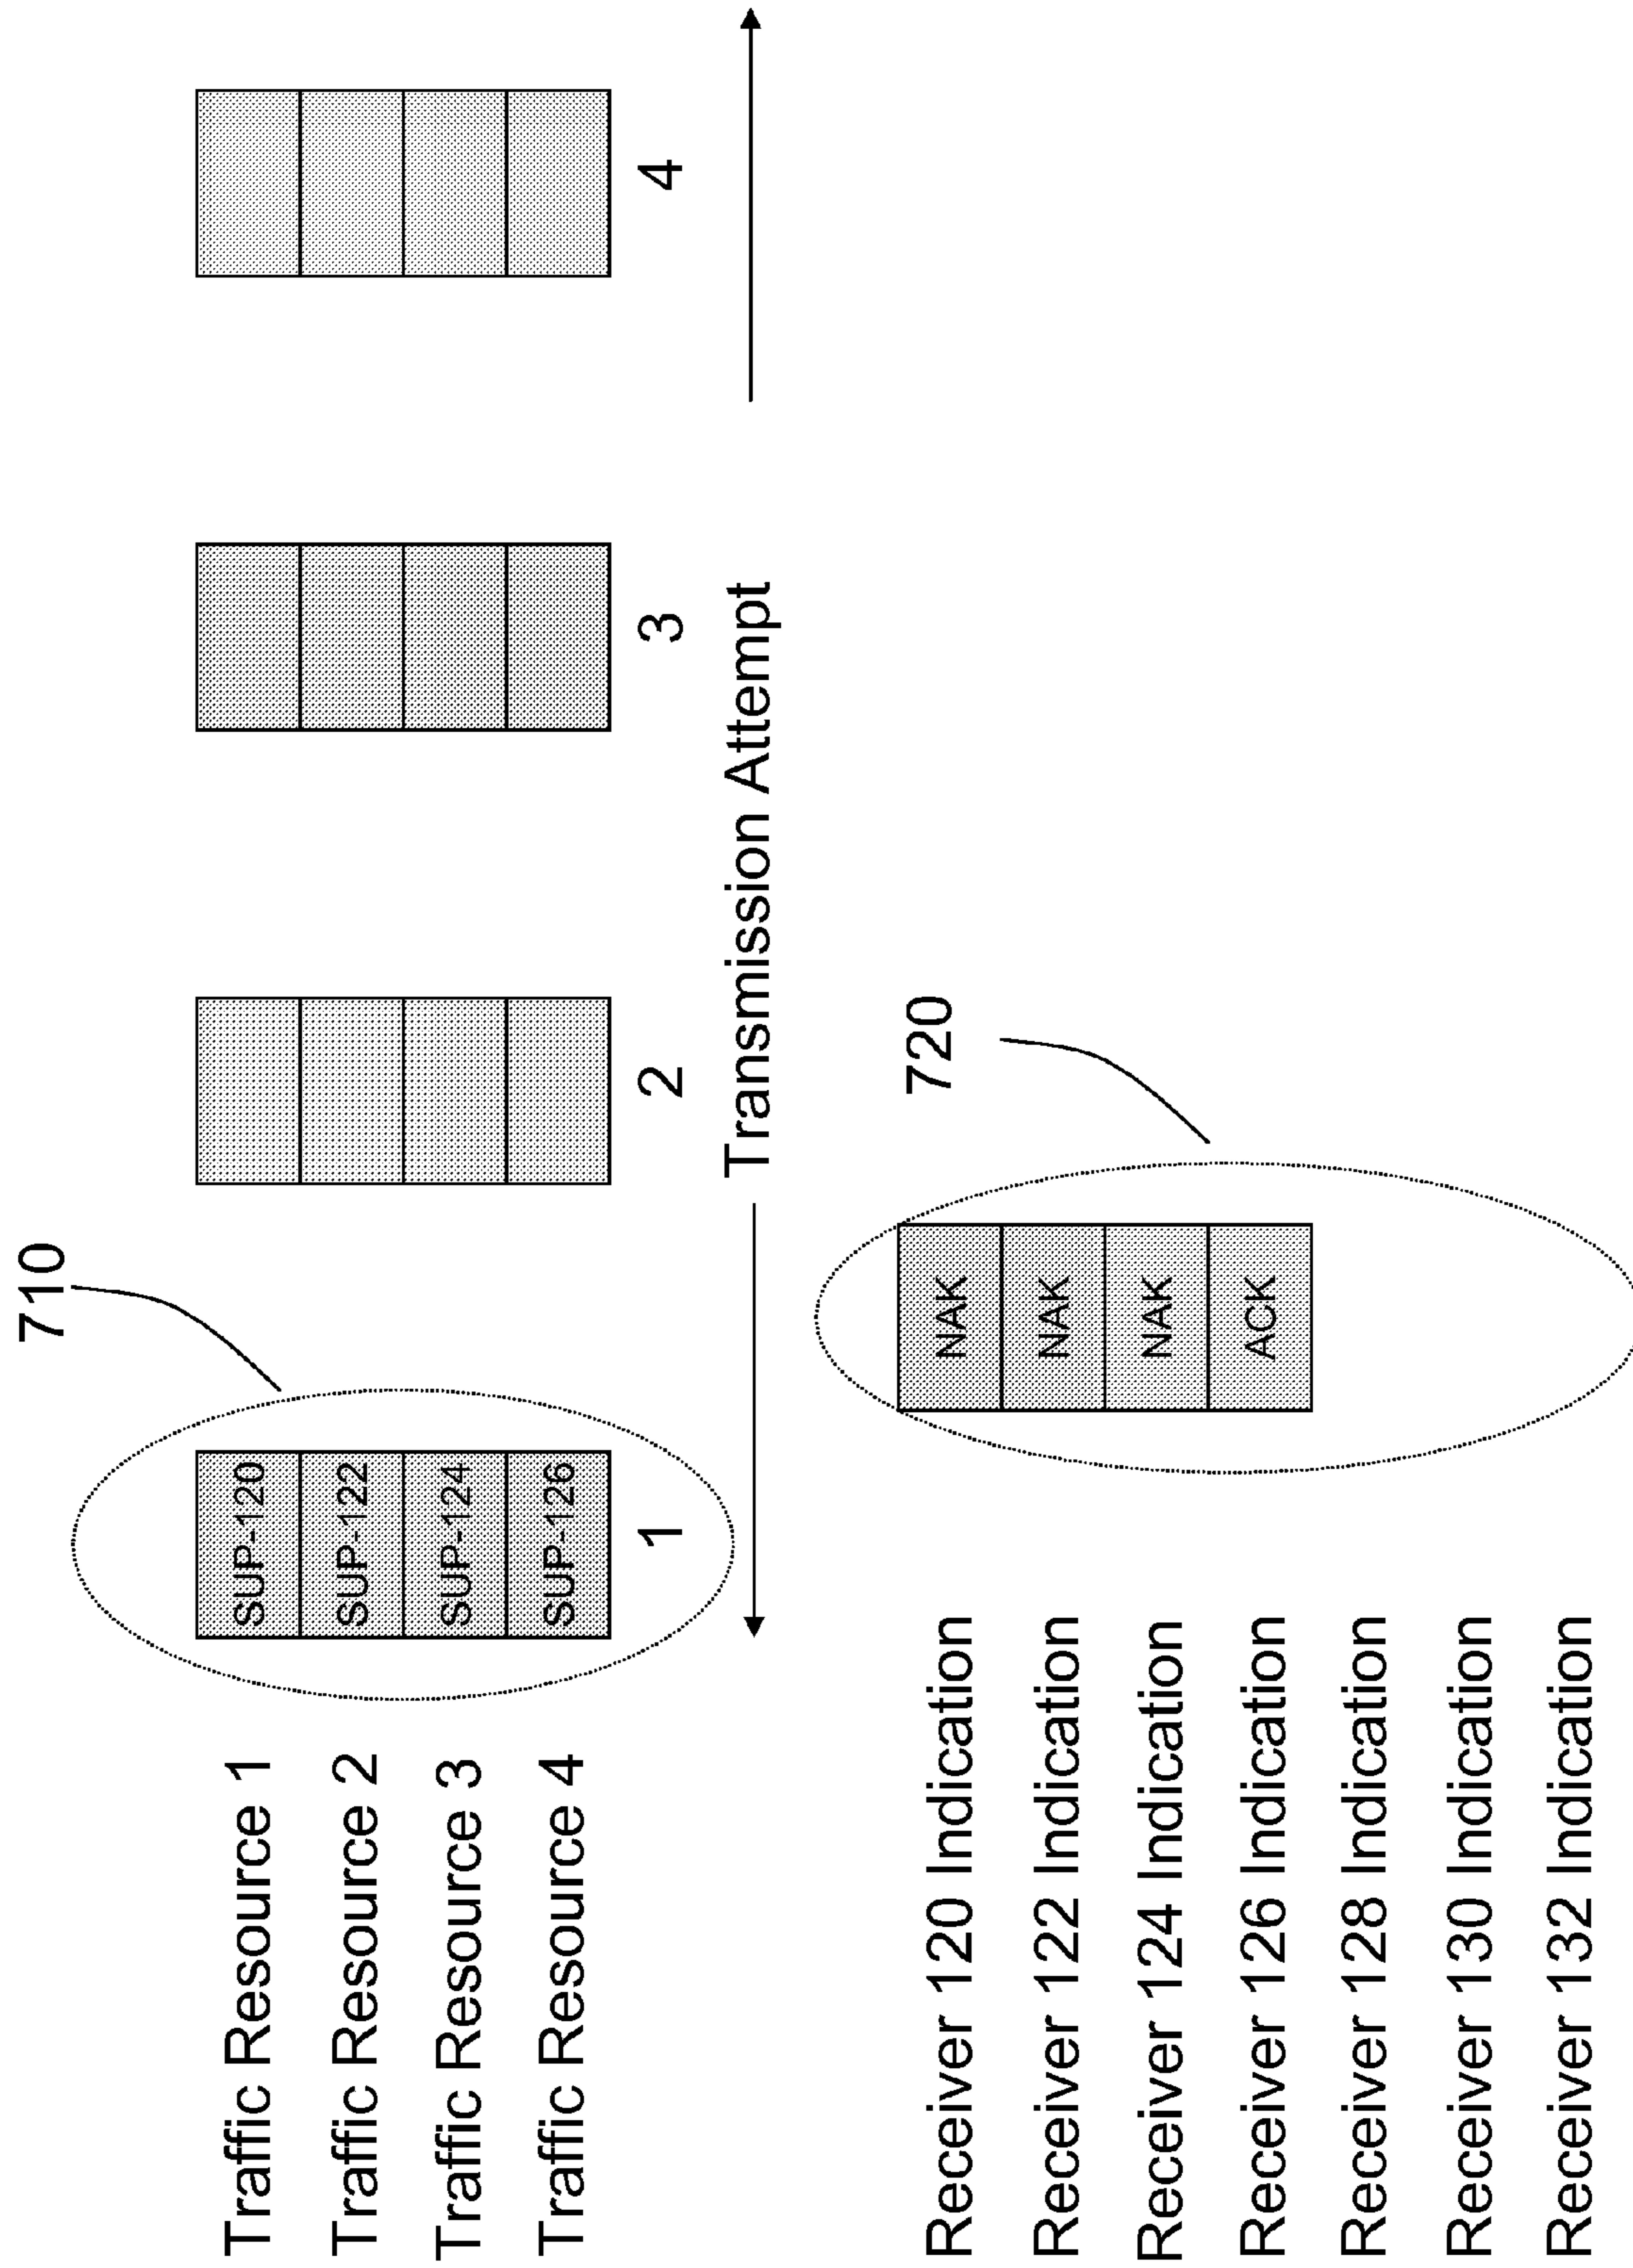 710
Traffic Resource 1
SUP-120
Traffic Resource 2
SUP-122
Traffic Resource 3
SUP-124
Traffic Resource 4
SUP-126
1
2
3
4
Transmission Attempt
720
Receiver 120 Indication
NAK
Receiver 122 Indication
NAK
Receiver 124 Indication
NAK
Receiver 126 Indication
ACK
Receiver 128 Indication
Receiver 130 Indication
Receiver 132 Indication